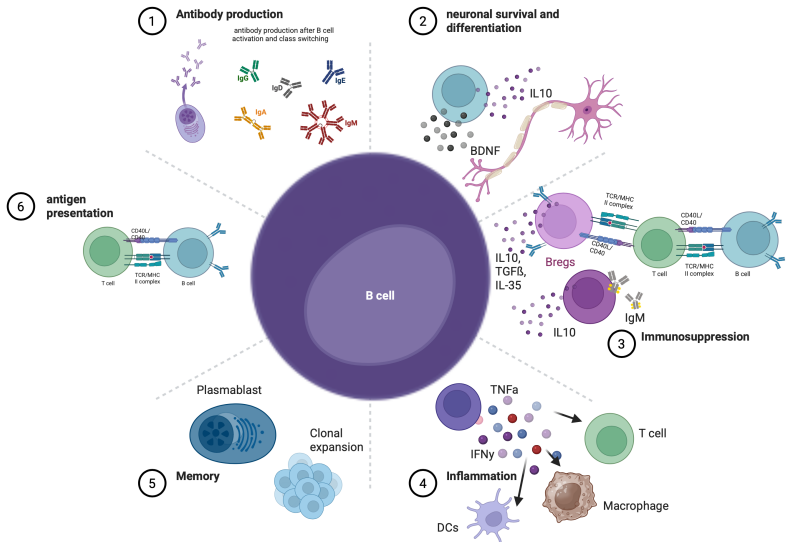 1
Antibody production
antibody production after B cell
activation and class switching
IgG
IgD
IgE
IgA
IgM
2
neuronal survival and
differentiation
IL10
BDNF
6
antigen
presentation
CD40L/
CD40
TCR/MHC
II complex
T cell
B cell
B cell
TCR/MHC
II complex
CD40L/
CD40
CD40L/
CD40
TCR/MHC
II complex
T cell
B cell
Bregs
IL10,
TGFß,
IL-35
IL10
IgM
3
Immunosuppression
Plasmablast
Clonal
expansion
5
Memory
TNFa
IFNy
T cell
4
Inflammation
Macrophage
DCs